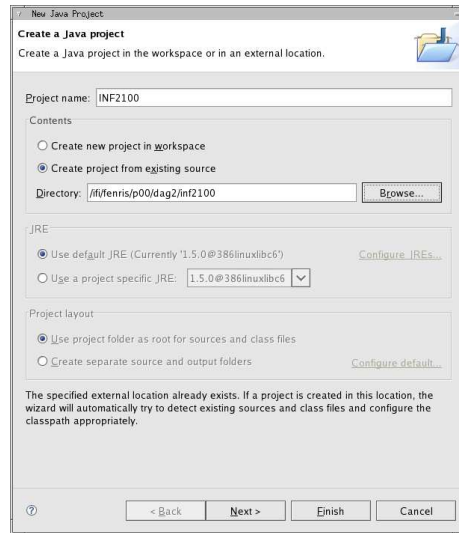 New Java Project
Create a Java project
Create a Java project in the workspace or in an external location.
Project name: INF2100
Contents
Create new project in workspace
Create project from existing source
Directory: /ifi/fenris/p00/dag2/inf2100 Browse...
JRE
Use default JRE (Currently '1.5.0@386linuxlibc6') Configure JREs...
Use a project specific JRE: 1.5.0@386linuxlibc6
Project layout
Use project folder as root for sources and class files
Create separate source and output folders Configure default...
The specified external location already exists. If a project is created in this location, the
wizard will automatically try to detect existing sources and class files and configure the
classpath appropriately.
? < Back Next > Finish Cancel